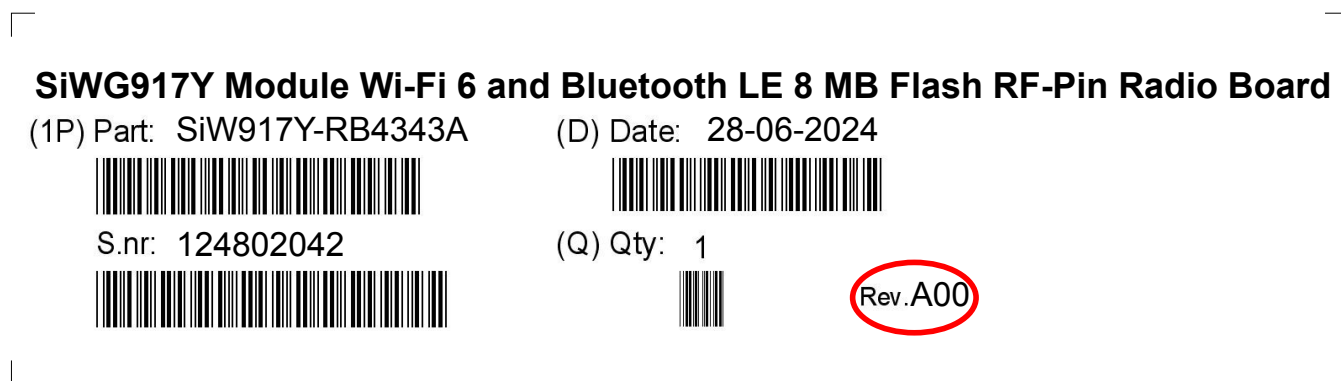 SiWG917Y Module Wi-Fi 6 and Bluetooth LE 8 MB Flash RF-Pin Radio Board
(1P) Part: SiW917Y-RB4343A (D) Date: 28-06-2024
S.nr: 124802042 (Q) Qty: 1
Rev.A00